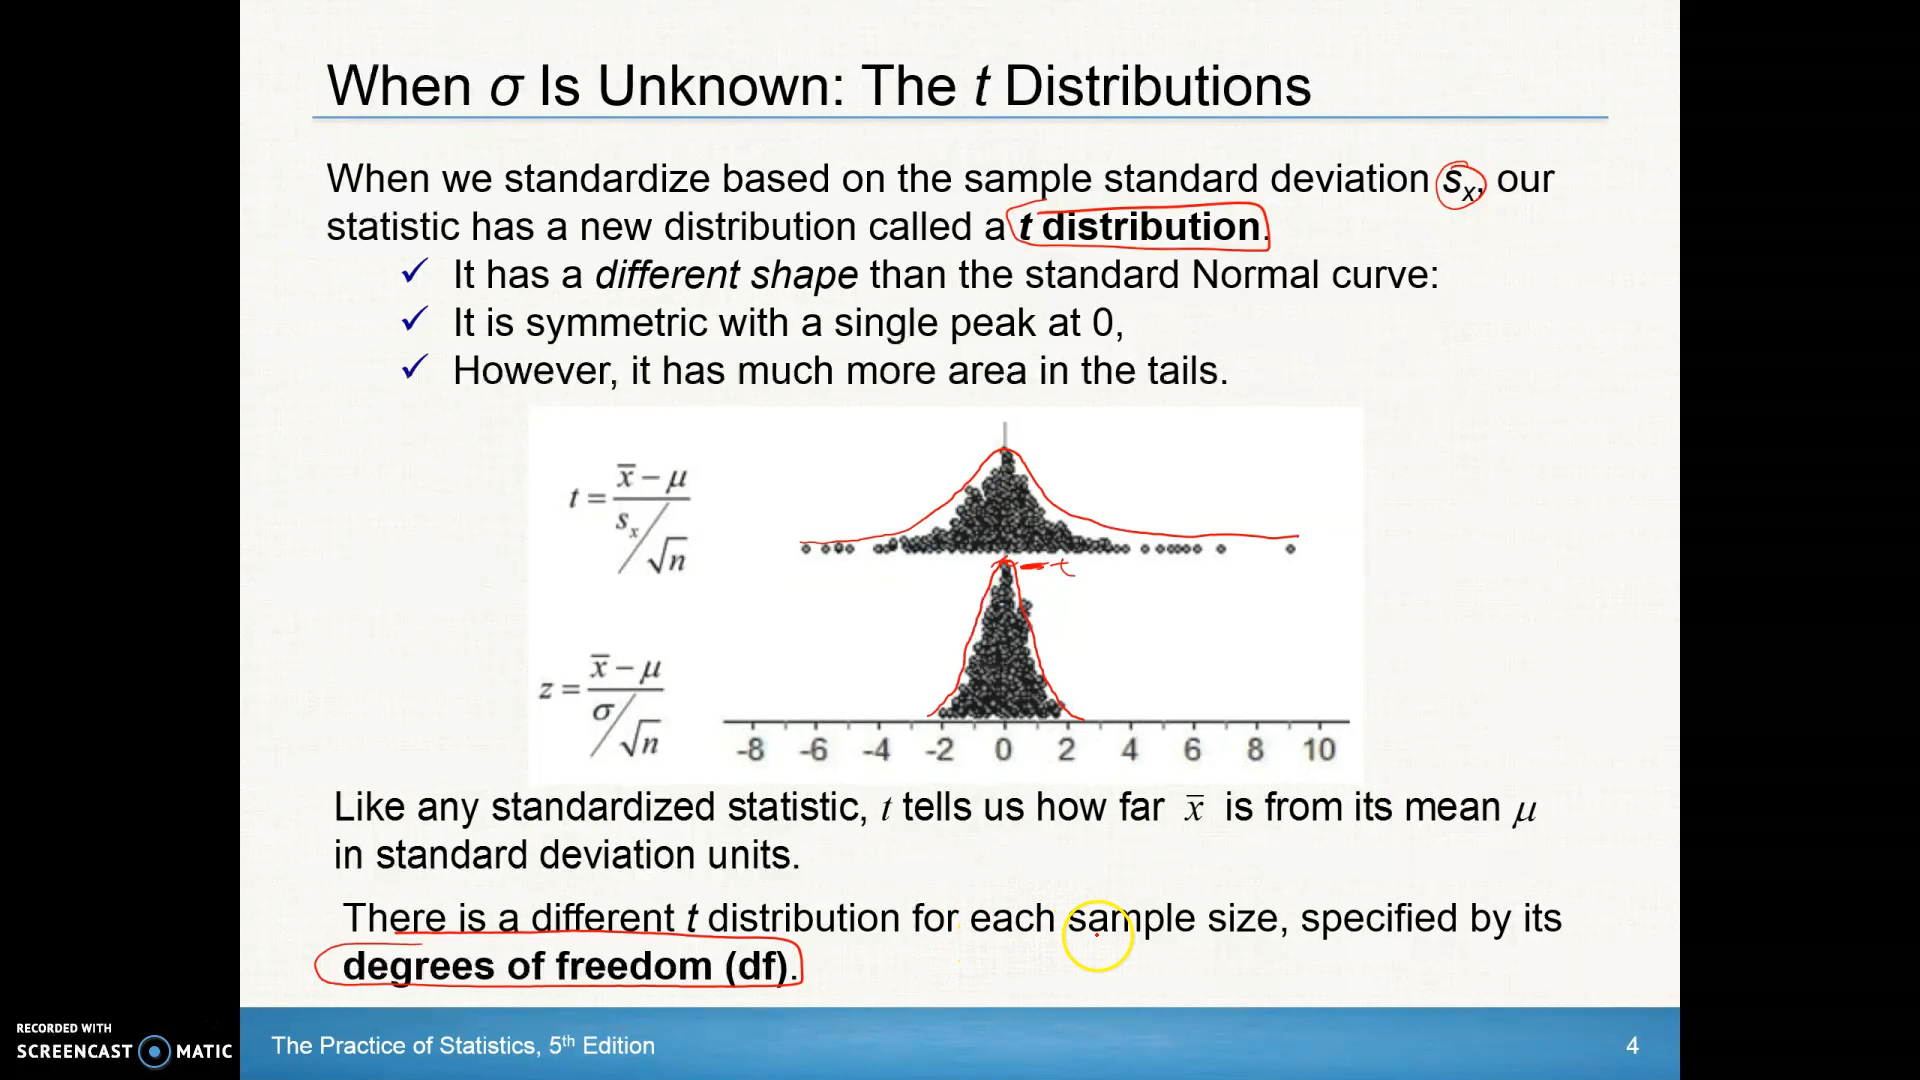 When σ Is Unknown: The t Distributions
When we standardize based on the sample standard deviation sₓ, our
statistic has a new distribution called a t distribution.
✓ It has a different shape than the standard Normal curve:
✓ It is symmetric with a single peak at 0,
✓ However, it has much more area in the tails.
t = (x̄ − μ) / (sₓ/√n)
t
z = (x̄ − μ) / (σ/√n)
-8 -6 -4 -2 0 2 4 6 8 10
Like any standardized statistic, t tells us how far x̄ is from its mean μ
in standard deviation units.
There is a different t distribution for each sample size, specified by its
degrees of freedom (df).
RECORDED WITH
SCREENCAST MATIC
The Practice of Statistics, 5th Edition
4